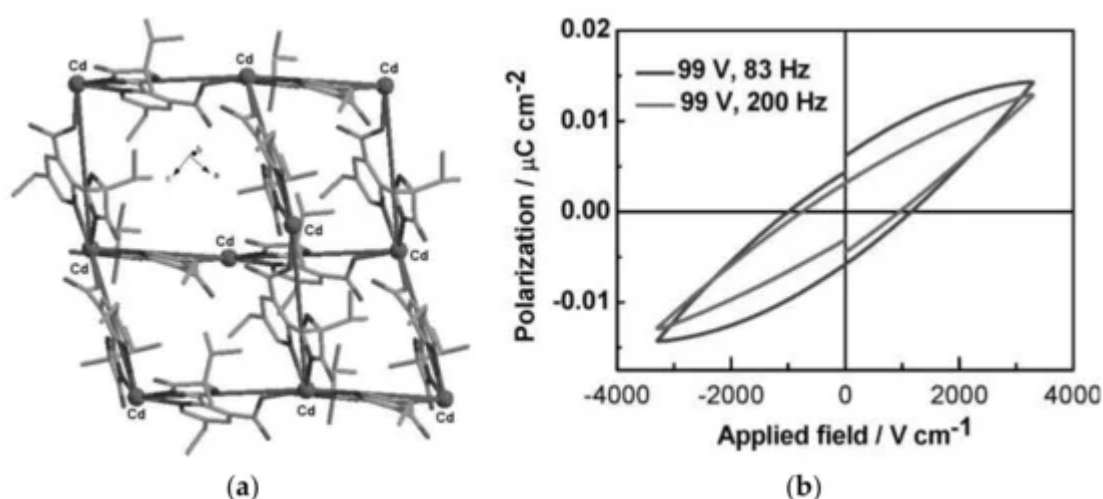 Cd
Cd
Cd
Cd
Cd
Cd
Cd
Cd
Cd
Cd
(a)
0.02
0.01
0.00
-0.01
Polarization / μC cm-2
99 V, 83 Hz
99 V, 200 Hz
-4000 -2000 0 2000 4000
Applied field / V cm-1
(b)